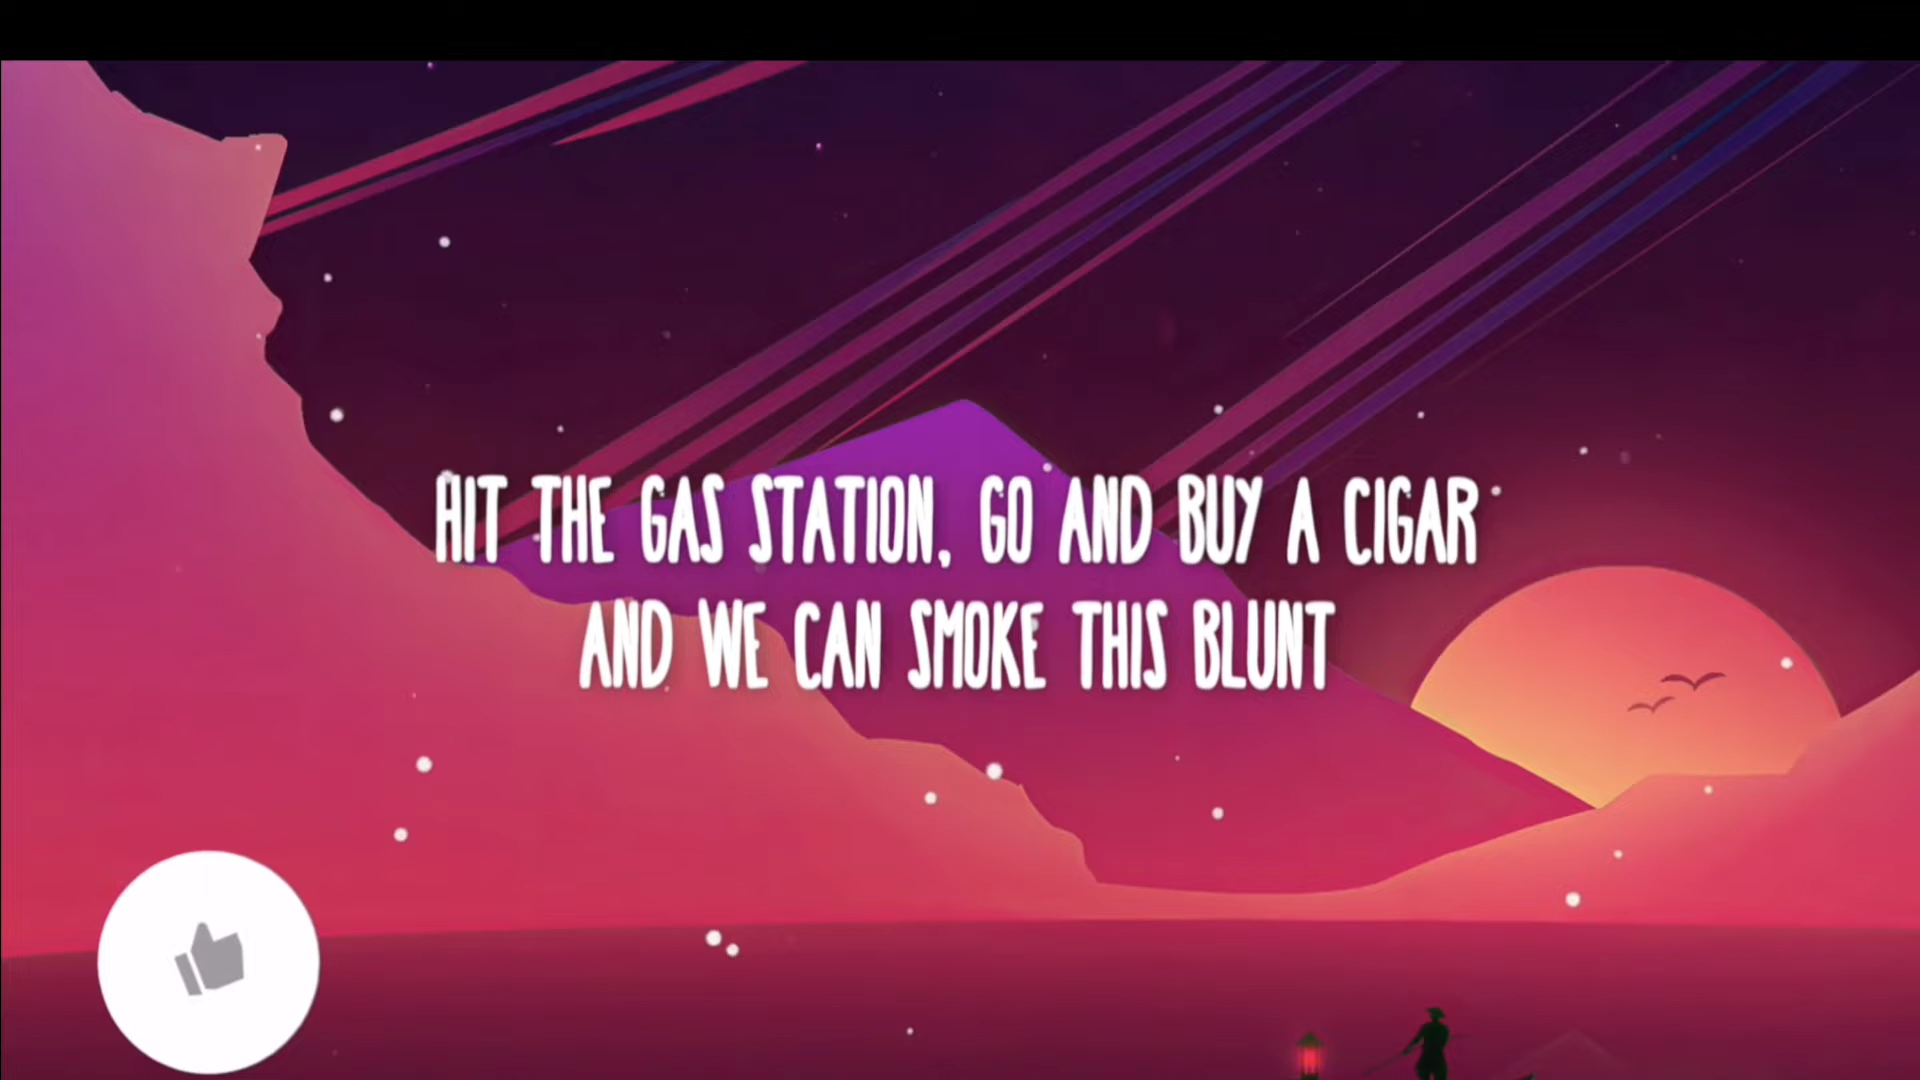 HIT THE GAS STATION, GO AND BUY A CIGAR
AND WE CAN SMOKE THIS BLUNT